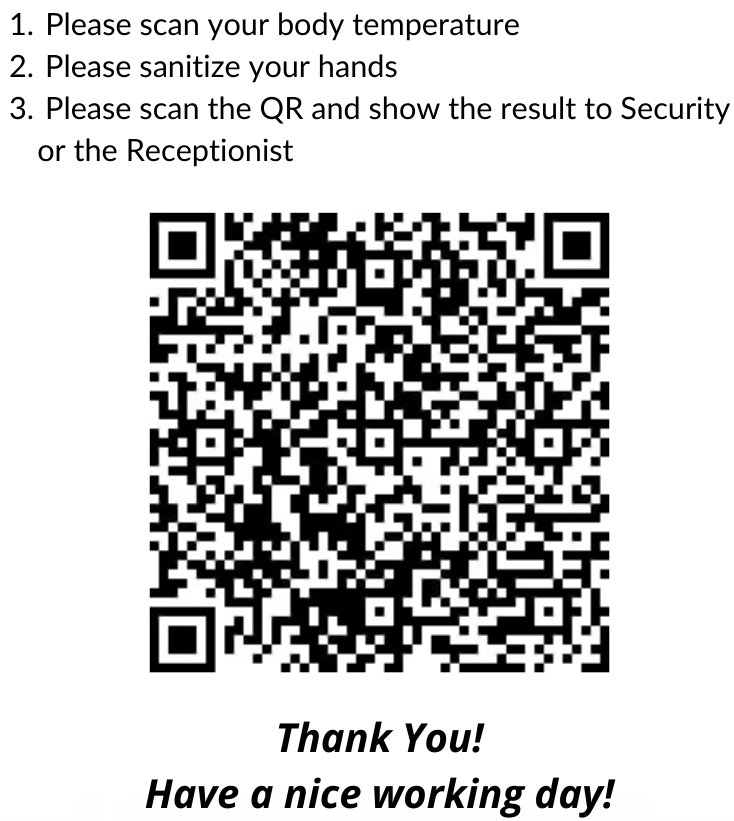 1. Please scan your body temperature
2. Please sanitize your hands
3. Please scan the QR and show the result to Security
or the Receptionist
Thank You!
Have a nice working day!